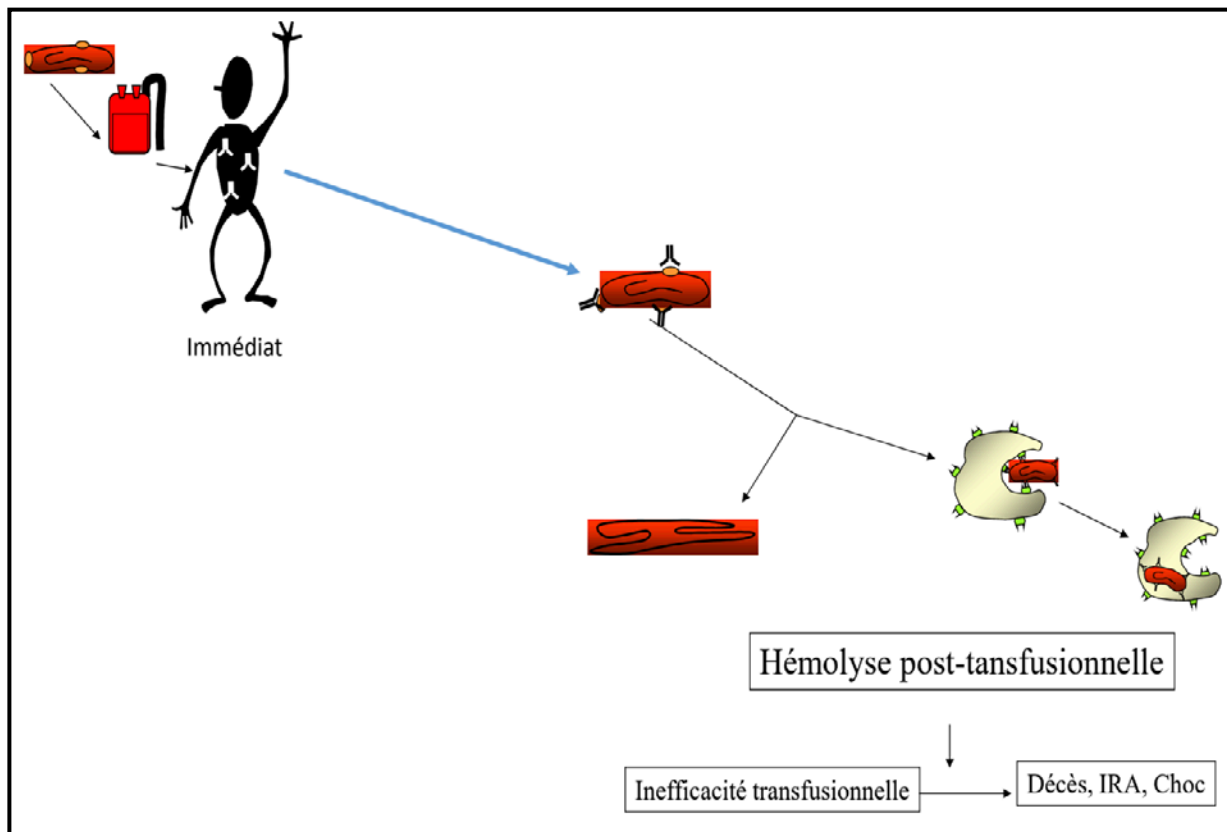 Immédiat
Hémolyse post-tansfusionnelle
Inefficacité transfusionnelle
Décès, IRA, Choc